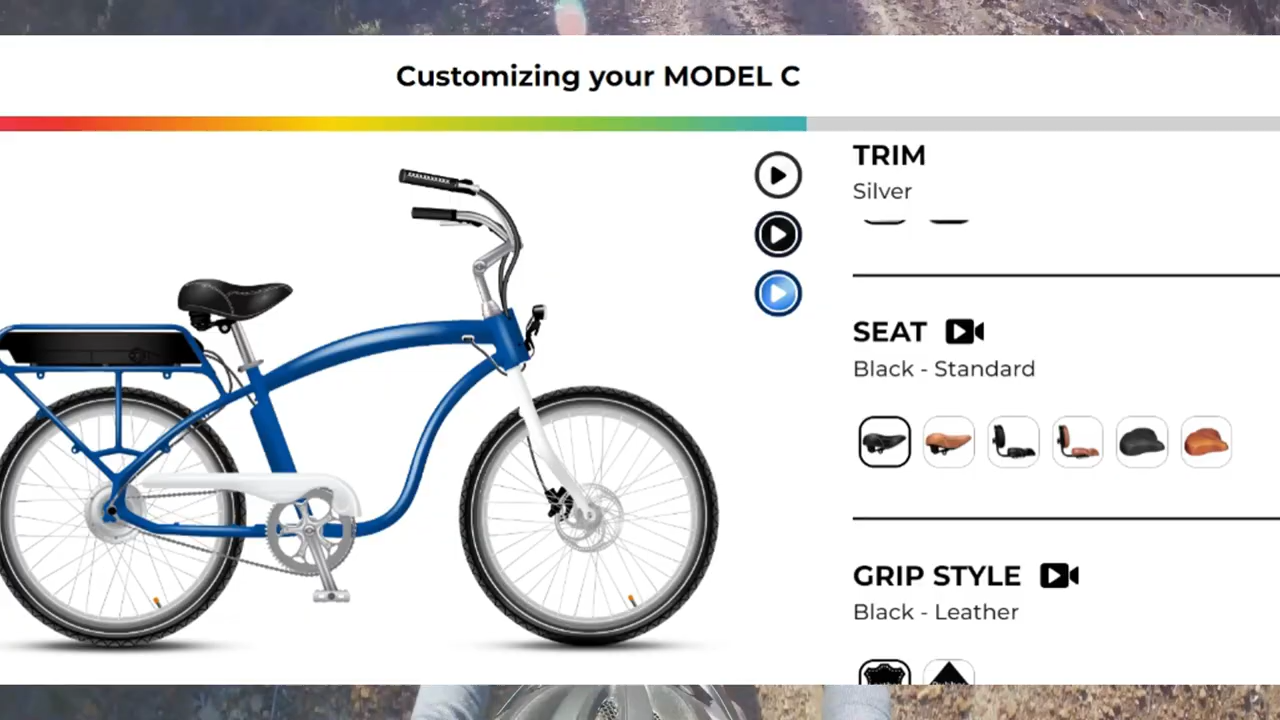 Customizing your MODEL C
TRIM
Silver
SEAT
Black - Standard
GRIP STYLE
Black - Leather